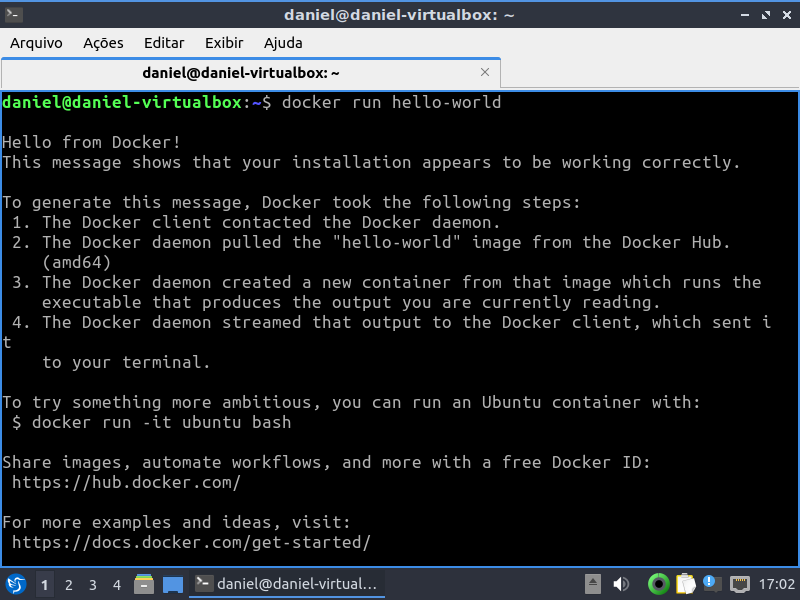 daniel@daniel-virtualbox: ~
Arquivo Ações Editar Exibir Ajuda
daniel@daniel-virtualbox: ~
daniel@daniel-virtualbox:~$ docker run hello-world
Hello from Docker!
This message shows that your installation appears to be working correctly.
To generate this message, Docker took the following steps:
1. The Docker client contacted the Docker daemon.
2. The Docker daemon pulled the "hello-world" image from the Docker Hub.
(amd64)
3. The Docker daemon created a new container from that image which runs the
executable that produces the output you are currently reading.
4. The Docker daemon streamed that output to the Docker client, which sent i
t
to your terminal.
To try something more ambitious, you can run an Ubuntu container with:
$ docker run -it ubuntu bash
Share images, automate workflows, and more with a free Docker ID:
https://hub.docker.com/
For more examples and ideas, visit:
https://docs.docker.com/get-started/
1 2 3 4 daniel@daniel-virtual... 17:02